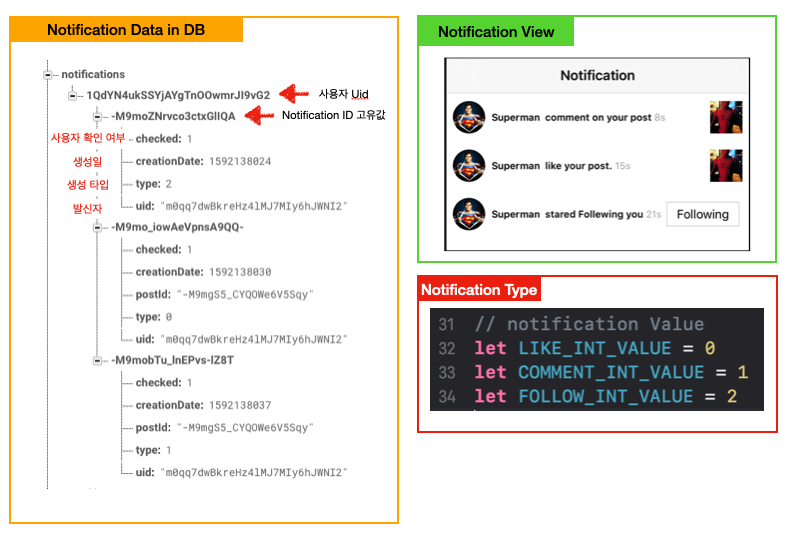 Notification Data in DB
notifications
1QdYN4ukSSYjAYgTnOOwmrJI9vG2
사용자 Uid
-M9moZNrvco3ctxGlIQA
Notification ID 고유값
사용자 확인 여부
checked: 1
생성일
creationDate: 1592138024
생성 타입
type: 2
발신자
uid: "m0qq7dwBkreHz4lMJ7MIy6hJWNI2"
-M9mo_iowAeVpnsA9QQ-
checked: 1
creationDate: 1592138030
postId: "-M9mgS5_CYQOWe6V5Sqy"
type: 0
uid: "m0qq7dwBkreHz4lMJ7MIy6hJWNI2"
-M9mobTu_lnEPvs-lZ8T
checked: 1
creationDate: 1592138037
postId: "-M9mgS5_CYQOWe6V5Sqy"
type: 1
uid: "m0qq7dwBkreHz4lMJ7MIy6hJWNI2"
Notification View
Notification
Superman comment on your post 8s
Superman like your post. 15s
Superman stared Follewing you 21s
Following
Notification Type
31 // notification Value
32 let LIKE_INT_VALUE = 0
33 let COMMENT_INT_VALUE = 1
34 let FOLLOW_INT_VALUE = 2